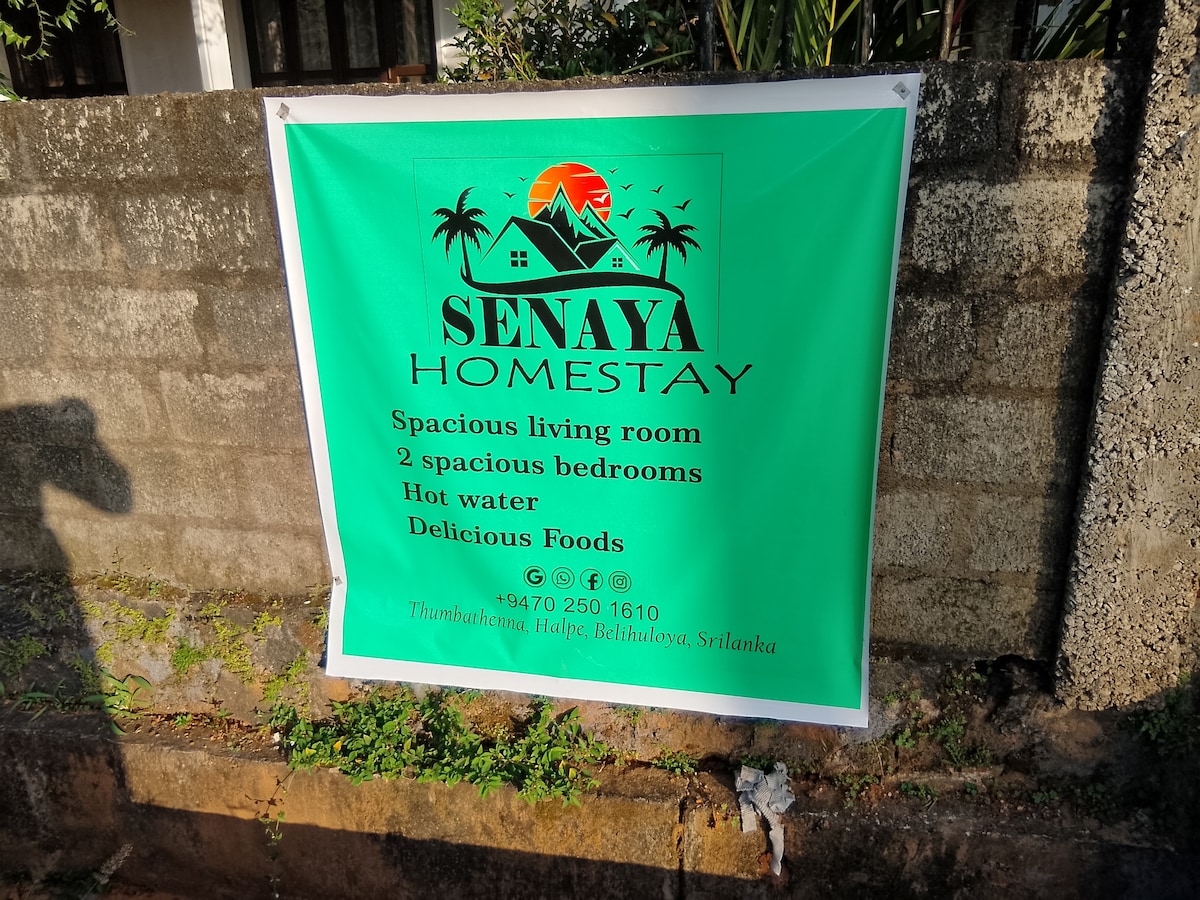 SENAYA
HOMESTAY
Spacious living room
2 spacious bedrooms
Hot water
Delicious Foods
+9470 250 1610
Thumbathenna, Halpe, Belihuloya, Srilanka